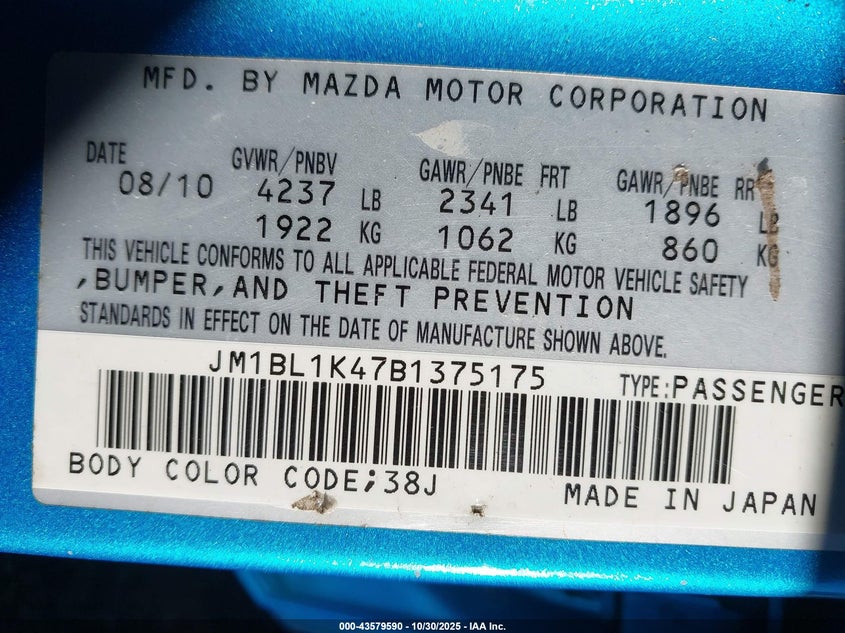 MFD. BY MAZDA MOTOR CORPORATION
DATE GVWR/PNBV GAWR/PNBE FRT GAWR/PNBE RR
08/10 4237 LB 2341 LB 1896 LB
1922 KG 1062 KG 860 KG
THIS VEHICLE CONFORMS TO ALL APPLICABLE FEDERAL MOTOR VEHICLE SAFETY
,BUMPER,AND THEFT PREVENTION
STANDARDS IN EFFECT ON THE DATE OF MANUFACTURE SHOWN ABOVE.
JM1BL1K47B1375175 TYPE:PASSENGER
BODY COLOR CODE;38J MADE IN JAPAN
000-43579590 - 10/30/2025 - IAA Inc.